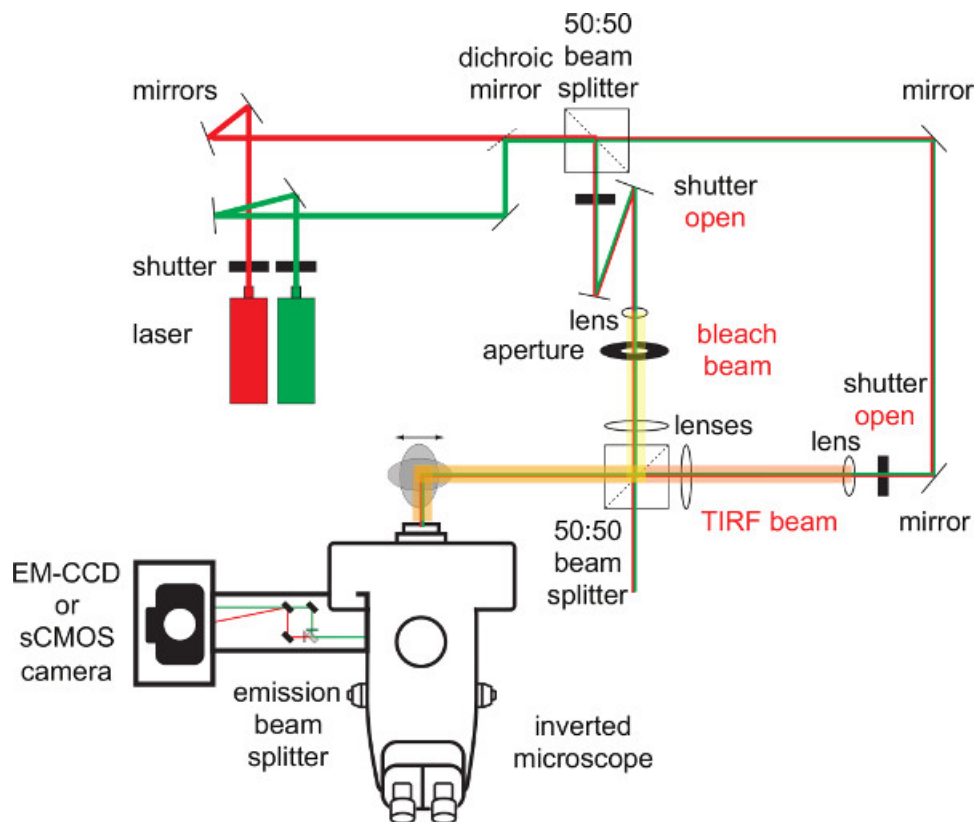 50:50
beam
splitter
dichroic
mirror
mirrors
mirror
shutter
open
shutter
laser
lens
aperture
bleach
beam
shutter
open
lens
lenses
TIRF beam
mirror
50:50
beam
splitter
EM-CCD
or
sCMOS
camera
emission
beam
splitter
inverted
microscope